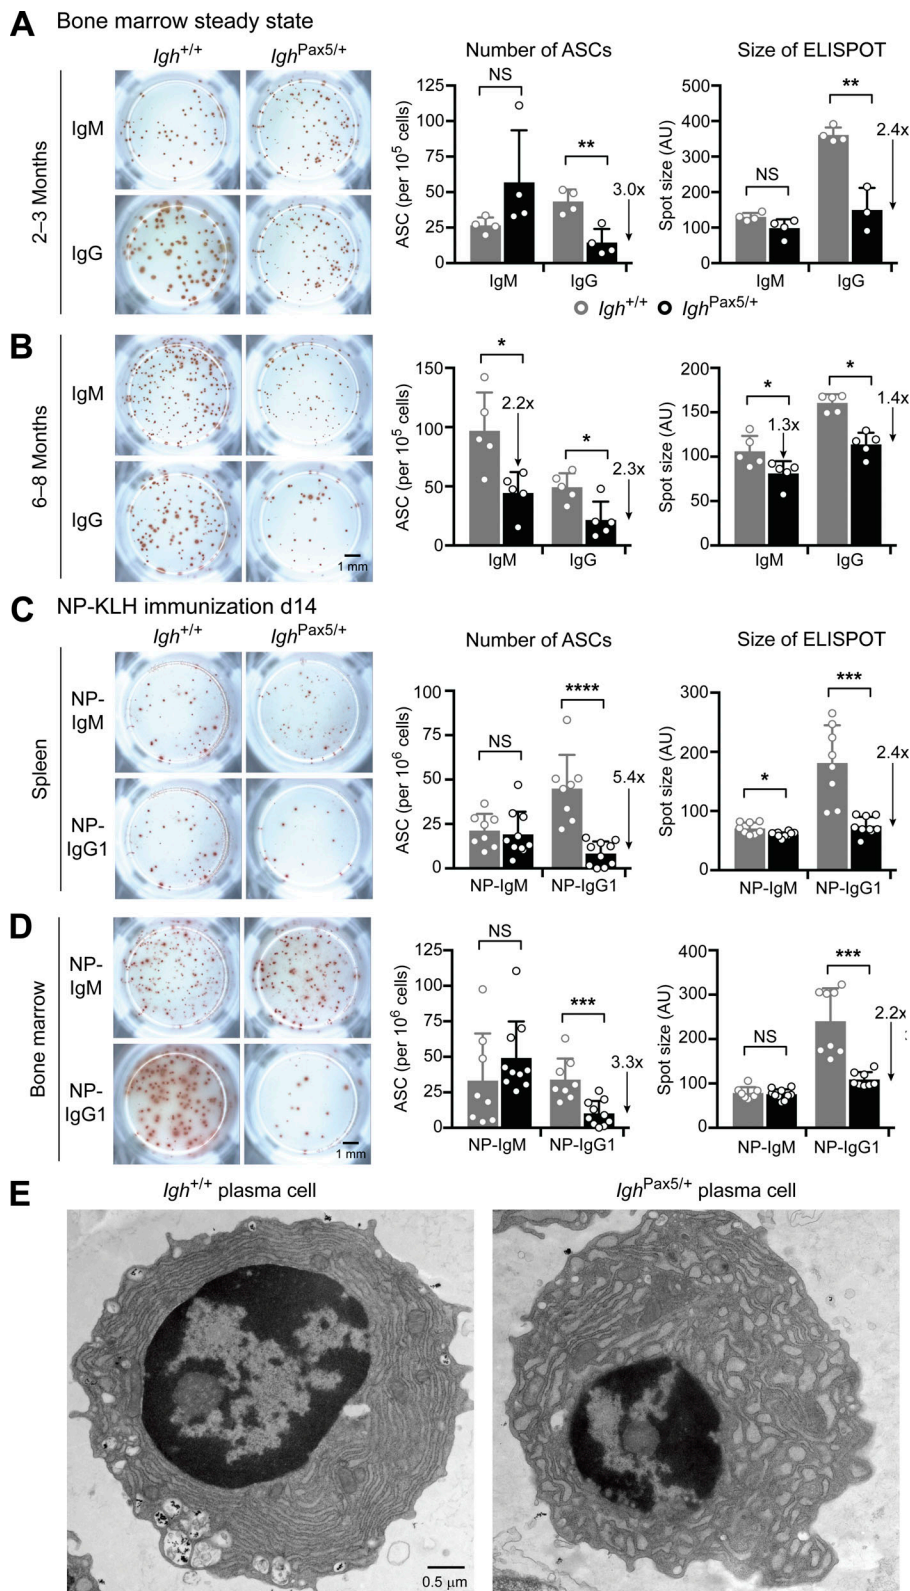 A Bone marrow steady state
Igh+/+ IghPax5/+ Number of ASCs Size of ELISPOT
2–3 Months
IgM
IgG
ASC (per 10^5 cells)
125
100
75
50
25
0
NS
**
3.0x
IgM IgG
Spot size (AU)
500
400
300
200
100
0
NS
**
2.4x
IgM IgG
Igh+/+ IghPax5/+
B
6–8 Months
IgM
IgG
1 mm
ASC (per 10^5 cells)
150
100
50
0
*
2.2x
*
2.3x
IgM IgG
Spot size (AU)
200
150
100
50
0
*
1.3x
*
1.4x
IgM IgG
C NP-KLH immunization d14
Igh+/+ IghPax5/+ Number of ASCs Size of ELISPOT
Spleen
NP-
IgM
NP-
IgG1
ASC (per 10^6 cells)
100
75
50
25
0
NS
****
5.4x
NP-IgM NP-IgG1
Spot size (AU)
300
200
100
0
*
***
2.4x
NP-IgM NP-IgG1
D
Bone marrow
NP-
IgM
NP-
IgG1
1 mm
ASC (per 10^6 cells)
125
100
75
50
25
0
NS
***
3.3x
NP-IgM NP-IgG1
Spot size (AU)
400
300
200
100
0
NS
***
2.2x
NP-IgM NP-IgG1
E Igh+/+ plasma cell IghPax5/+ plasma cell
0.5 μm